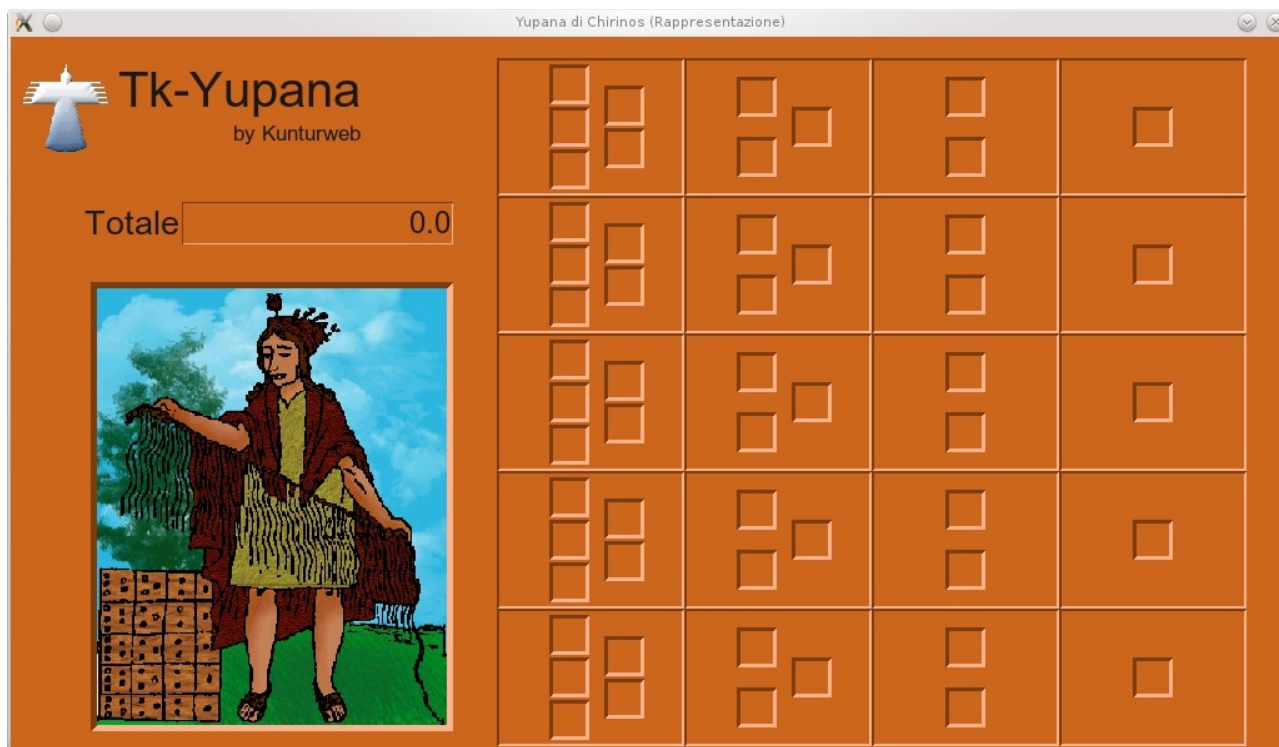 Yupana di Chirinos (Rappresentazione)
Tk-Yupana
by Kunturweb
Totale 0.0